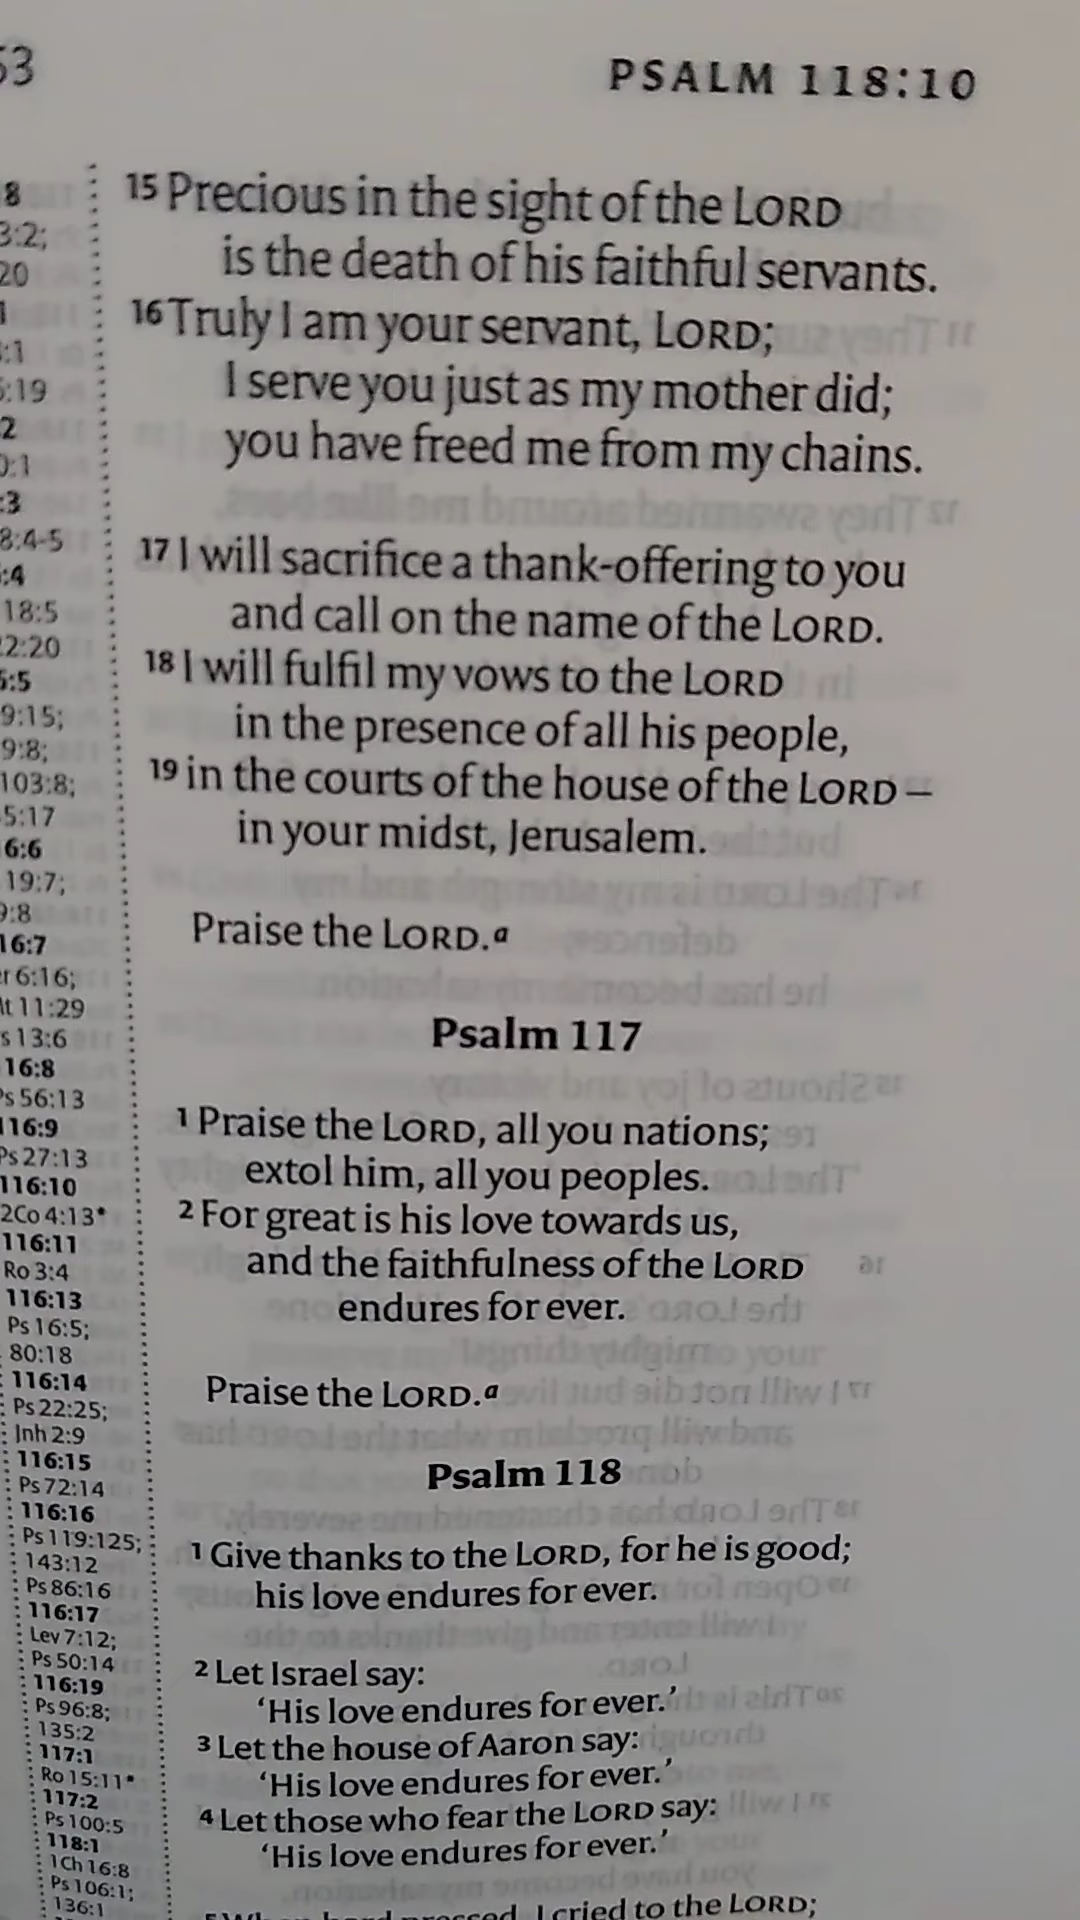 53
PSALM 118:10
8
3:2;
20
1
:1
5:19
2
0:1
:3
8:4-5
:4
18:5
2:20
5:5
9:15;
9:8;
103:8;
5:17
6:6
19:7;
9:8
16:7
r 6:16;
t 11:29
s 13:6
16:8
Ps 56:13
116:9
Ps 27:13
116:10
2Co 4:13*
116:11
Ro 3:4
116:13
Ps 16:5;
80:18
116:14
Ps 22:25;
Jnh 2:9
116:15
Ps 72:14
116:16
Ps 119:125;
143:12
Ps 86:16
116:17
Lev 7:12;
Ps 50:14
116:19
Ps 96:8;
135:2
117:1
Ro 15:11*
117:2
Ps 100:5
118:1
1Ch 16:8
Ps 106:1;
136:1
15 Precious in the sight of the LORD
is the death of his faithful servants.
16 Truly I am your servant, LORD;
I serve you just as my mother did;
you have freed me from my chains.
17 I will sacrifice a thank-offering to you
and call on the name of the LORD.
18 I will fulfil my vows to the LORD
in the presence of all his people,
19 in the courts of the house of the LORD –
in your midst, Jerusalem.
Praise the LORD.a
Psalm 117
1 Praise the LORD, all you nations;
extol him, all you peoples.
2 For great is his love towards us,
and the faithfulness of the LORD
endures for ever.
Praise the LORD.a
Psalm 118
1 Give thanks to the LORD, for he is good;
his love endures for ever.
2 Let Israel say:
‘His love endures for ever.’
3 Let the house of Aaron say:
‘His love endures for ever.’
4 Let those who fear the LORD say:
‘His love endures for ever.’
5 When hard pressed, I cried to the LORD;